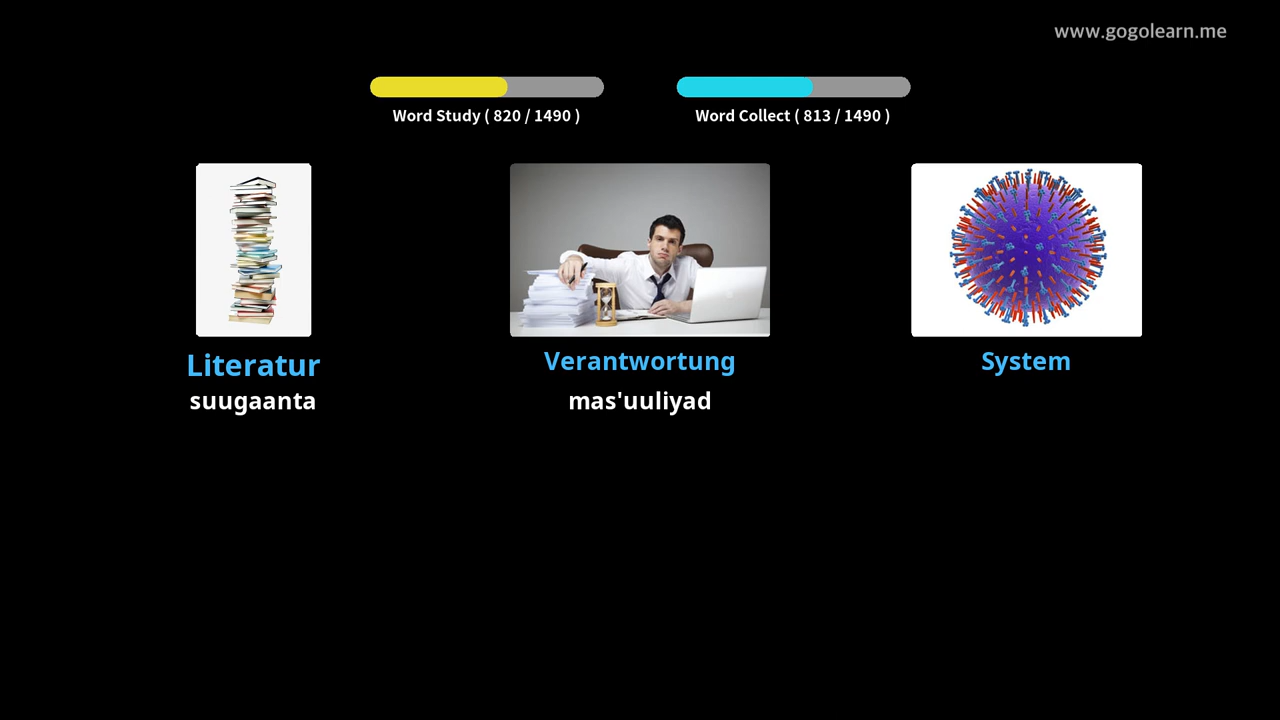 www.gogolearn.me
Word Study ( 820 / 1490 )
Word Collect ( 813 / 1490 )
Literatur
suugaanta
Verantwortung
mas'uuliyad
System